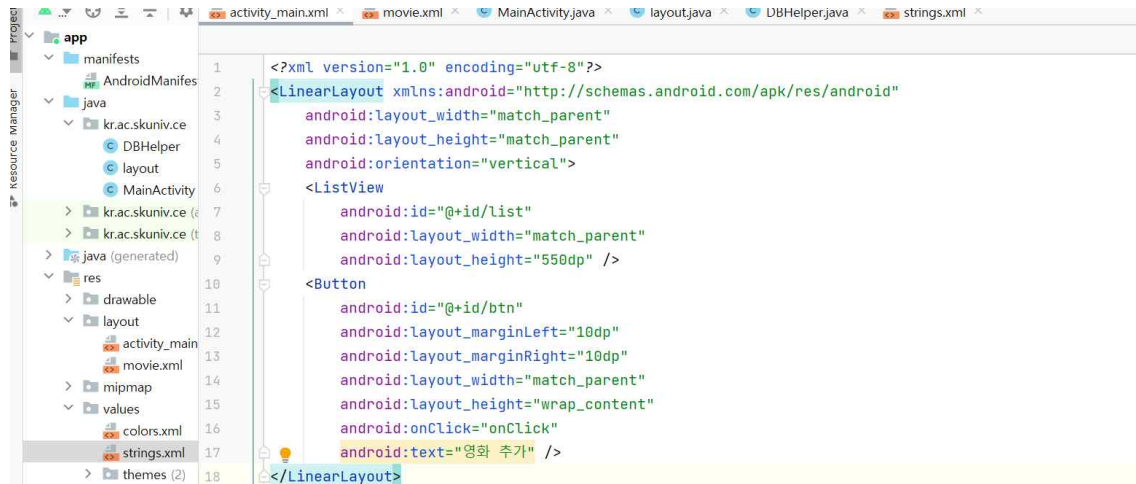 activity_main.xml movie.xml MainActivity.java layout.java DBHelper.java strings.xml
Project
Resource Manager
app
manifests
AndroidManifes
java
kr.ac.skuniv.ce
DBHelper
layout
MainActivity
kr.ac.skuniv.ce (a
kr.ac.skuniv.ce (t
java (generated)
res
drawable
layout
activity_main
movie.xml
mipmap
values
colors.xml
strings.xml
themes (2)
1 <?xml version="1.0" encoding="utf-8"?>
2 <LinearLayout xmlns:android="http://schemas.android.com/apk/res/android"
3 android:layout_width="match_parent"
4 android:layout_height="match_parent"
5 android:orientation="vertical">
6 <ListView
7 android:id="@+id/list"
8 android:layout_width="match_parent"
9 android:layout_height="550dp" />
10 <Button
11 android:id="@+id/btn"
12 android:layout_marginLeft="10dp"
13 android:layout_marginRight="10dp"
14 android:layout_width="match_parent"
15 android:layout_height="wrap_content"
16 android:onClick="onClick"
17 android:text="영화 추가" />
18 </LinearLayout>